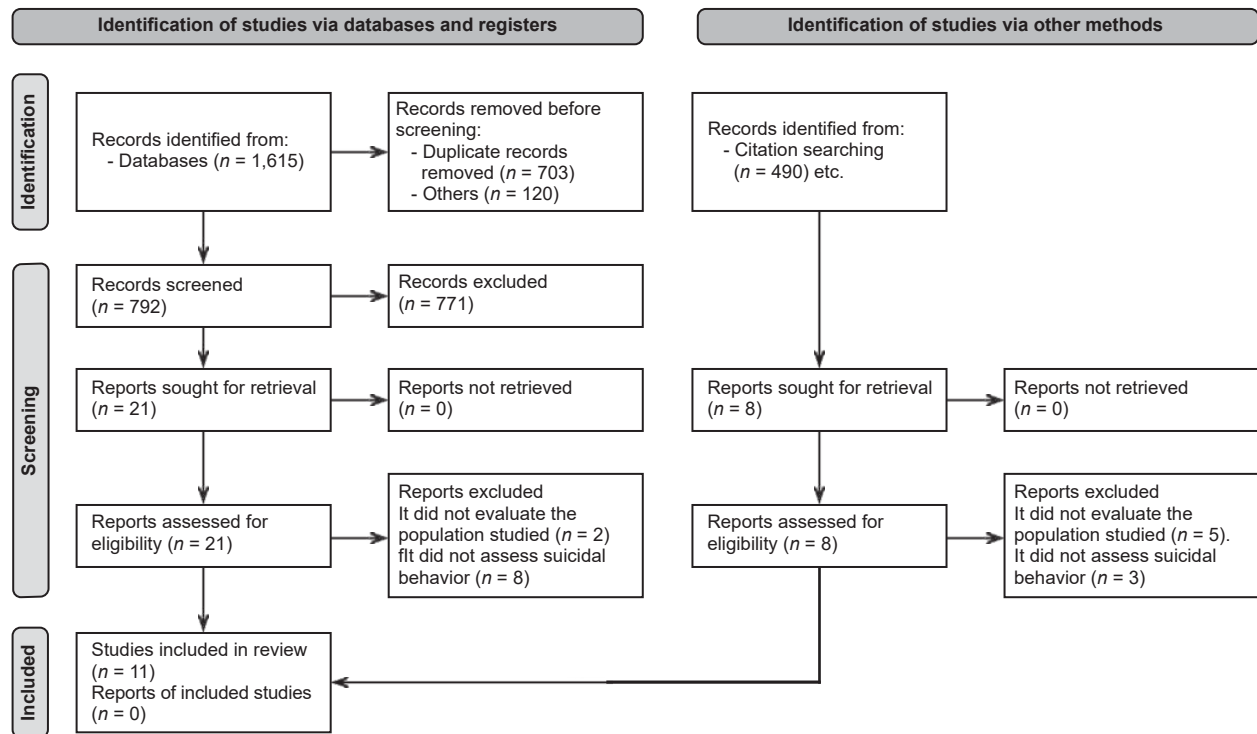 Identification of studies via databases and registers
Identification of studies via other methods
Identification
Records identified from:
- Databases (n = 1,615)
Records removed before
screening:
- Duplicate records
removed (n = 703)
- Others (n = 120)
Records identified from:
- Citation searching
(n = 490) etc.
Screening
Records screened
(n = 792)
Records excluded
(n = 771)
Reports sought for retrieval
(n = 21)
Reports not retrieved
(n = 0)
Reports sought for retrieval
(n = 8)
Reports not retrieved
(n = 0)
Reports assessed for
eligibility (n = 21)
Reports excluded
It did not evaluate the
population studied (n = 2)
fIt did not assess suicidal
behavior (n = 8)
Reports assessed for
eligibility (n = 8)
Reports excluded
It did not evaluate the
population studied (n = 5).
It did not assess suicidal
behavior (n = 3)
Included
Studies included in review
(n = 11)
Reports of included studies
(n = 0)